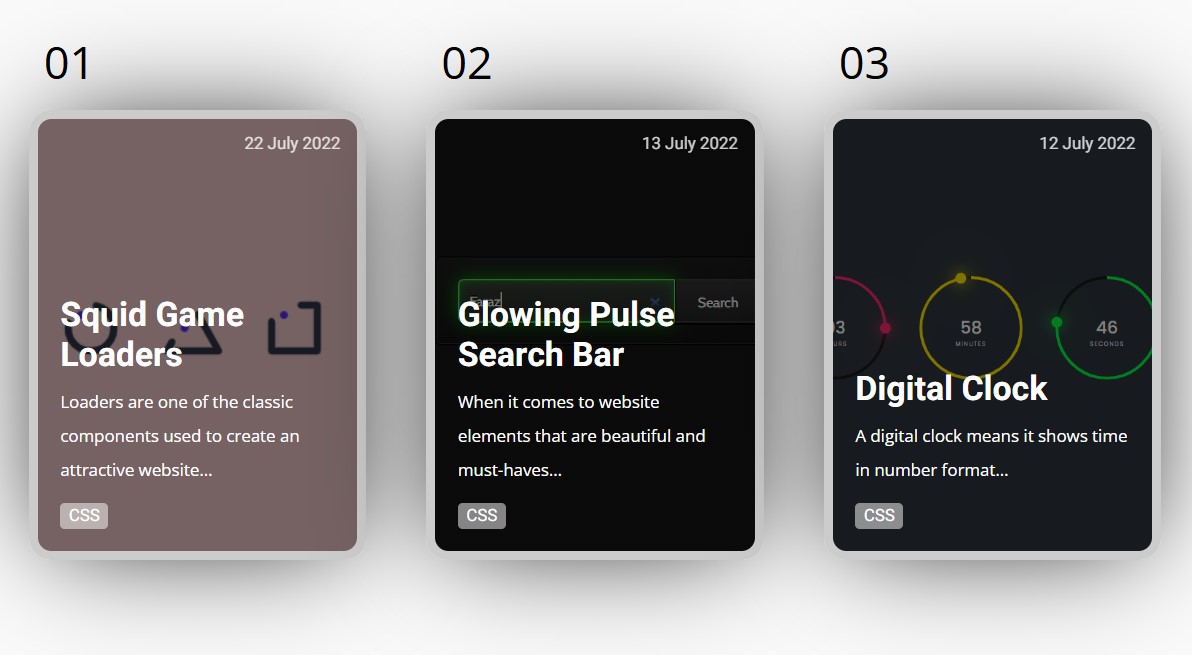 01
22 July 2022
Squid Game
Loaders
Loaders are one of the classic
components used to create an
attractive website...
CSS
02
13 July 2022
Search
Glowing Pulse
Search Bar
When it comes to website
elements that are beautiful and
must-haves...
CSS
03
12 July 2022
58
MINUTES
46
SECONDS
Digital Clock
A digital clock means it shows time
in number format...
CSS